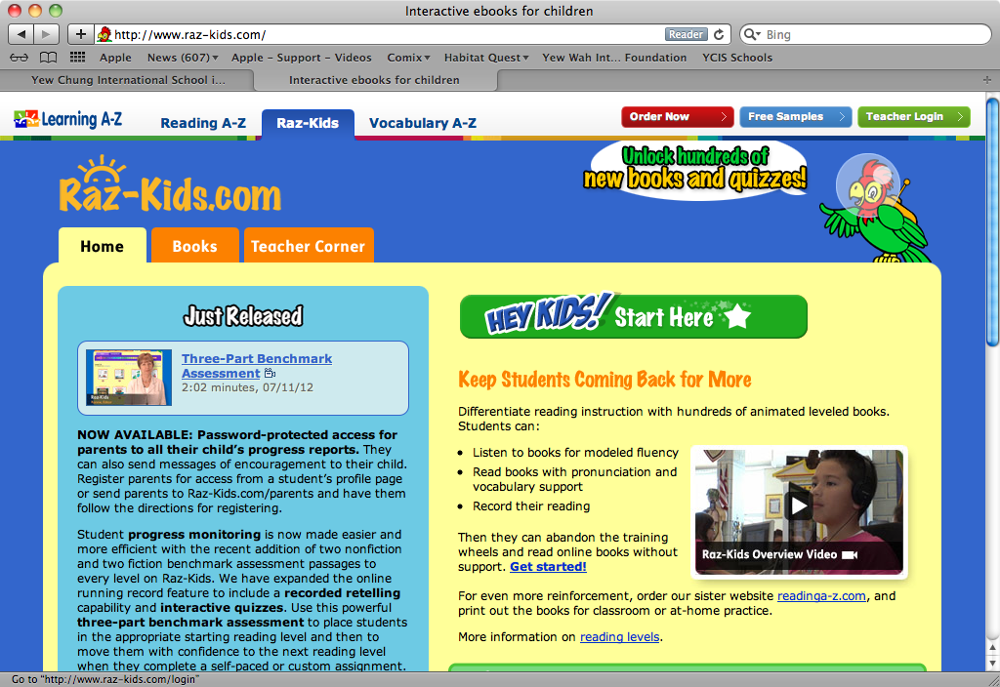 Interactive ebooks for children
http://www.raz-kids.com/
Reader
Bing
Apple
News (607)
Apple – Support – Videos
Comix
Habitat Quest
Yew Wah Int... Foundation
YCIS Schools
Yew Chung International School i...
Interactive ebooks for children
Learning A-Z
Reading A-Z
Raz-Kids
Vocabulary A-Z
Order Now
Free Samples
Teacher Login
Raz-Kids.com
Unlock hundreds of
new books and quizzes!
Home
Books
Teacher Corner
Just Released
Three-Part Benchmark
Assessment
2:02 minutes, 07/11/12
Raz-Kids
NOW AVAILABLE: Password-protected access for
parents to all their child's progress reports. They
can also send messages of encouragement to their child.
Register parents for access from a student's profile page
or send parents to Raz-Kids.com/parents and have them
follow the directions for registering.
Student progress monitoring is now made easier and
more efficient with the recent addition of two nonfiction
and two fiction benchmark assessment passages to
every level on Raz-Kids. We have expanded the online
running record feature to include a recorded retelling
capability and interactive quizzes. Use this powerful
three-part benchmark assessment to place students
in the appropriate starting reading level and then to
move them with confidence to the next reading level
when they complete a self-paced or custom assignment.
HEY KIDS! Start Here
Keep Students Coming Back for More
Differentiate reading instruction with hundreds of animated leveled books.
Students can:
• Listen to books for modeled fluency
• Read books with pronunciation and
vocabulary support
• Record their reading
Then they can abandon the training
wheels and read online books without
support. Get started!
Raz-Kids Overview Video
For even more reinforcement, order our sister website readinga-z.com, and
print out the books for classroom or at-home practice.
More information on reading levels.
Go to "http://www.raz-kids.com/login"